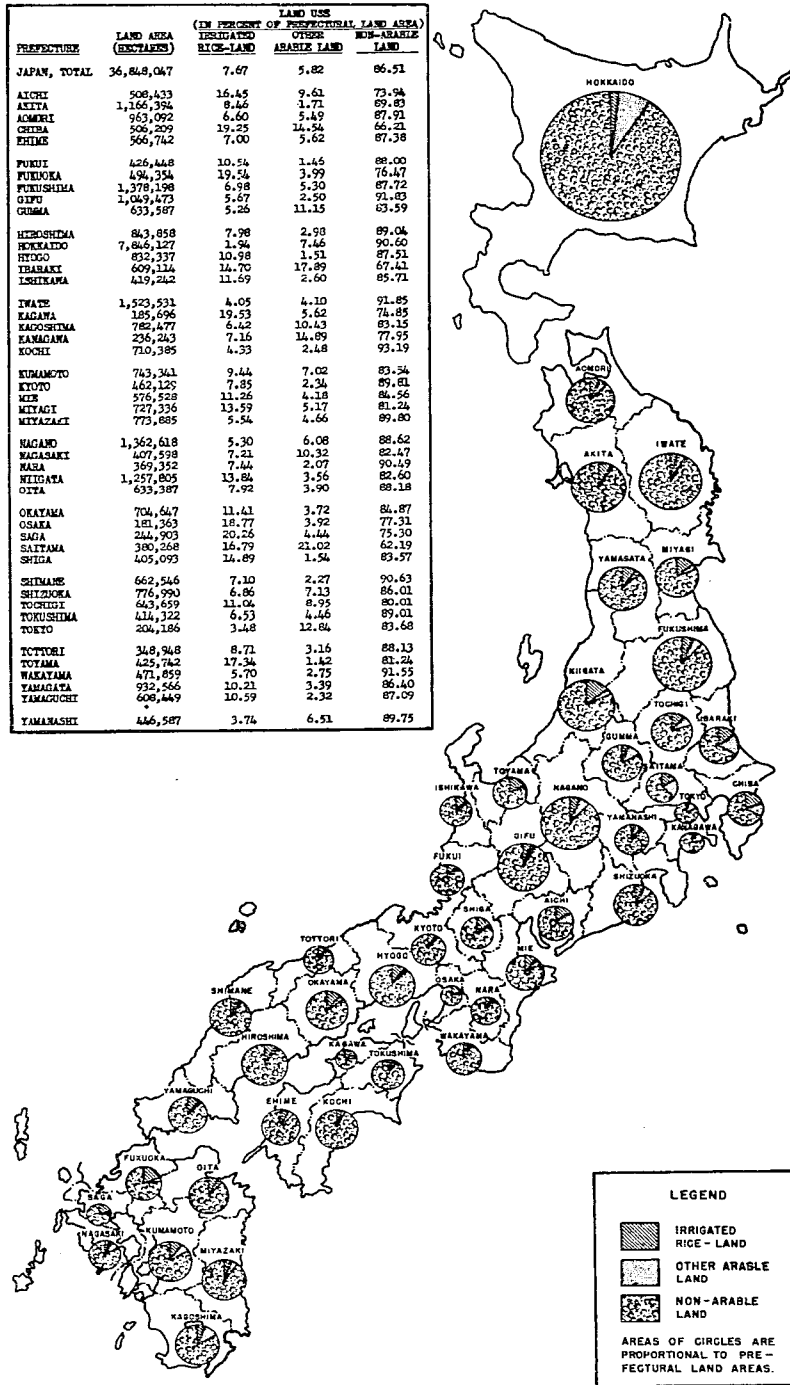 LAND USE
(IN PERCENT OF PREFECTURAL LAND AREA)
LAND AREA IRRIGATED OTHER NON-ARABLE
PREFECTURE (HECTARES) RICE-LAND ARABLE LAND LAND
JAPAN, TOTAL 36,848,047 7.67 5.82 86.51
AICHI 508,433 16.45 9.61 73.94
AKITA 1,166,394 8.46 1.71 89.83
AOMORI 963,092 6.60 5.49 87.91
CHIBA 506,209 19.25 14.54 66.21
EHIME 566,742 7.00 5.62 87.38
FUKUI 426,448 10.54 1.46 88.00
FUKUOKA 494,354 19.54 3.99 76.47
FUKUSHIMA 1,378,198 6.98 5.30 87.72
GIFU 1,049,473 5.67 2.50 91.83
GUMMA 633,587 5.26 11.15 83.59
HIROSHIMA 843,858 7.98 2.98 89.04
HOKKAIDO 7,846,127 1.94 7.46 90.60
HYOGO 832,337 10.98 1.51 87.51
IBARAKI 609,114 14.70 17.89 67.41
ISHIKAWA 419,242 11.69 2.60 85.71
IWATE 1,523,531 4.05 4.10 91.85
KAGAWA 185,696 19.53 5.62 74.85
KAGOSHIMA 782,477 6.42 10.43 83.15
KANAGAWA 236,243 7.16 14.89 77.95
KOCHI 710,385 4.33 2.48 93.19
KUMAMOTO 743,341 9.44 7.02 83.54
KYOTO 462,129 7.85 2.34 89.81
MIE 576,528 11.26 4.18 84.56
MIYAGI 727,336 13.59 5.17 81.24
MIYAZAKI 773,885 5.54 4.66 89.80
NAGANO 1,362,618 5.30 6.08 88.62
NAGASAKI 407,598 7.21 10.32 82.47
NARA 369,352 7.44 2.07 90.49
NIIGATA 1,257,805 13.84 3.56 82.60
OITA 633,387 7.92 3.90 88.18
OKAYAMA 704,647 11.41 3.72 84.87
OSAKA 181,363 18.77 3.92 77.31
SAGA 244,903 20.26 4.44 75.30
SAITAMA 380,268 16.79 21.02 62.19
SHIGA 405,093 14.89 1.54 83.57
SHIMANE 662,546 7.10 2.27 90.63
SHIZUOKA 776,990 6.86 7.13 86.01
TOCHIGI 643,659 11.04 8.95 80.01
TOKUSHIMA 414,322 6.53 4.46 89.01
TOKYO 204,186 3.48 12.84 83.68
TOTTORI 348,948 8.71 3.16 88.13
TOYAMA 425,742 17.34 1.42 81.24
WAKAYAMA 471,859 5.70 2.75 91.55
YAMAGATA 932,566 10.21 3.39 86.40
YAMAGUCHI 608,449 10.59 2.32 87.09
YAMANASHI 446,587 3.74 6.51 89.75
HOKKAIDO
AOMORI
AKITA
IWATE
YAMAGATA
MIYAGI
FUKUSHIMA
NIIGATA
TOCHIGI
IBARAKI
GUMMA
SAITAMA
TOYAMA
NAGANO
TOKYO
CHIBA
ISHIKAWA
YAMANASHI
KANAGAWA
GIFU
FUKUI
SHIZUOKA
SHIGA
AICHI
KYOTO
TOTTORI
MIE
HYOGO
OSAKA
NARA
OKAYAMA
SHIMANE
HIROSHIMA
KAGAWA
TOKUSHIMA
WAKAYAMA
YAMAGUCHI
EHIME
KOCHI
FUKUOKA
OITA
SAGA
NAGASAKI
KUMAMOTO
MIYAZAKI
KAGOSHIMA
LEGEND
IRRIGATED
RICE-LAND
OTHER ARABLE
LAND
NON-ARABLE
LAND
AREAS OF CIRCLES ARE
PROPORTIONAL TO PRE-
FECTURAL LAND AREAS.